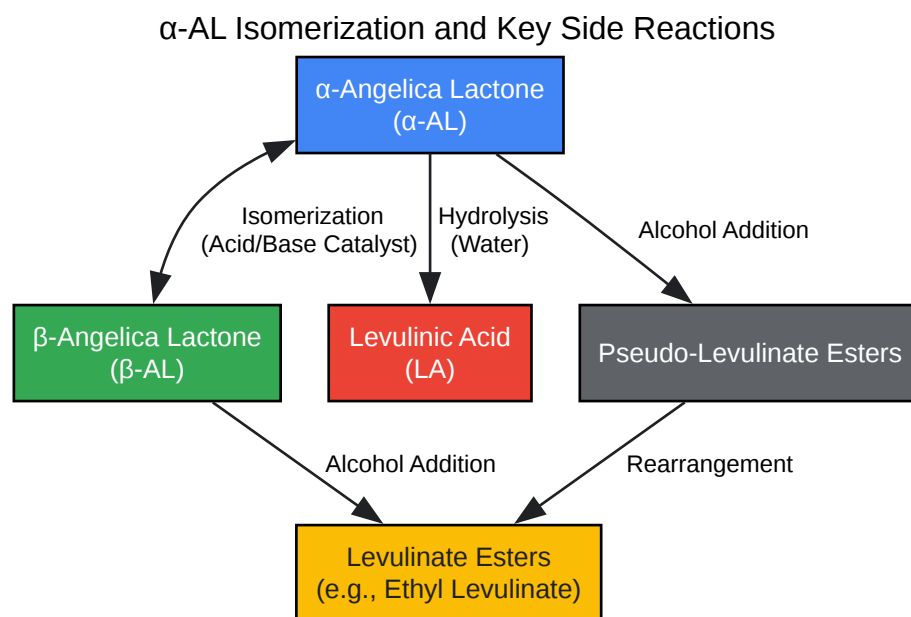 α-AL Isomerization and Key Side Reactions
α-Angelica Lactone
(α-AL)
Isomerization
(Acid/Base Catalyst)
Hydrolysis
(Water)
Alcohol Addition
β-Angelica Lactone
(β-AL)
Levulinic Acid
(LA)
Pseudo-Levulinate Esters
Alcohol Addition
Rearrangement
Levulinate Esters
(e.g., Ethyl Levulinate)